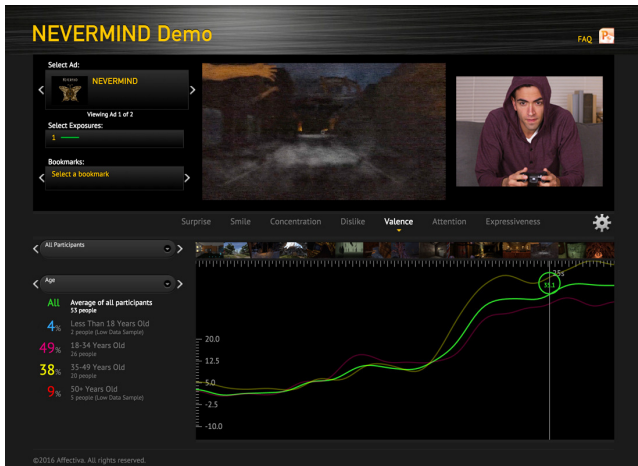 NEVERMIND Demo
FAQ
Select Ad:
NEVERMIND
Viewing Ad 1 of 2
Select Exposures:
1
Bookmarks:
Select a bookmark
Surprise Smile Concentration Dislike Valence Attention Expressiveness
All Participants
Age
All Average of all participants
53 people
4% Less Than 18 Years Old
2 people (Low Data Sample)
49% 18-34 Years Old
26 people
38% 35-49 Years Old
20 people
9% 50+ Years Old
5 people (Low Data Sample)
25s
20.0
12.5
5.0
-2.5
-10.0
©2016 Affectiva. All rights reserved.